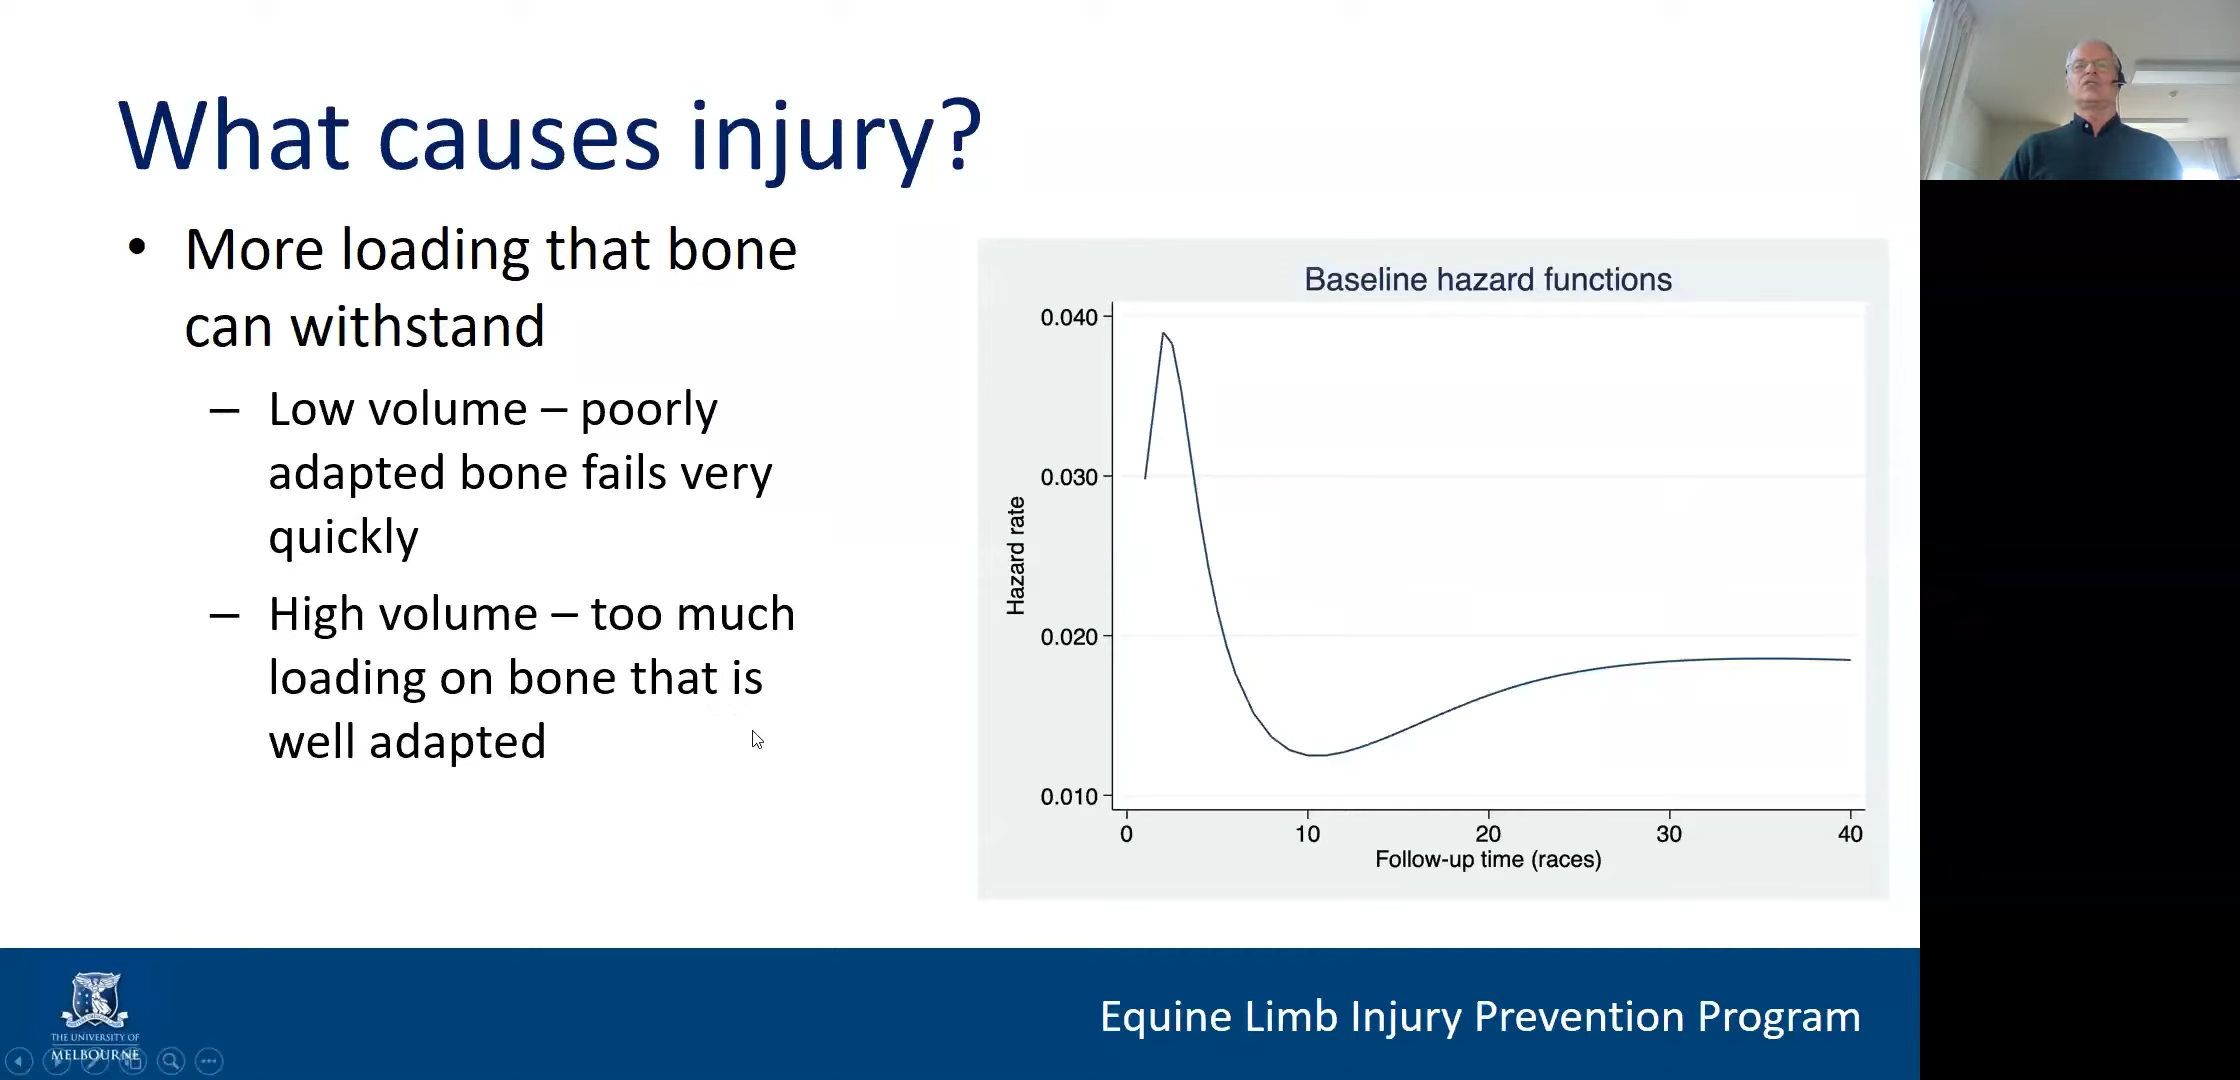 What causes injury?
• More loading that bone
can withstand
– Low volume – poorly
adapted bone fails very
quickly
– High volume – too much
loading on bone that is
well adapted
Baseline hazard functions
0.040
0.030
0.020
0.010
Hazard rate
0 10 20 30 40
Follow-up time (races)
THE UNIVERSITY OF
MELBOURNE
Equine Limb Injury Prevention Program